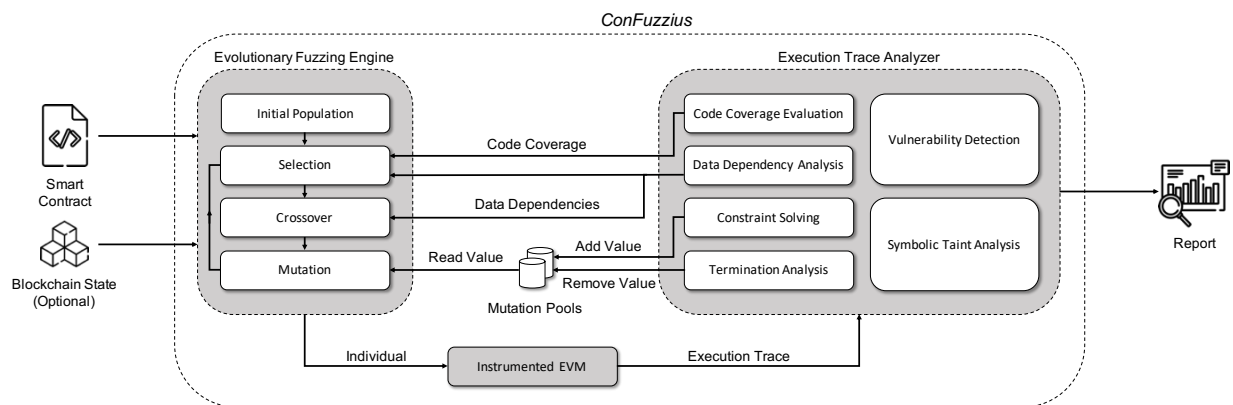 ConFuzzius
Evolutionary Fuzzing Engine
Execution Trace Analyzer
Initial Population
Selection
Crossover
Mutation
Code Coverage
Data Dependencies
Read Value
Add Value
Remove Value
Mutation Pools
Code Coverage Evaluation
Data Dependency Analysis
Constraint Solving
Termination Analysis
Vulnerability Detection
Symbolic Taint Analysis
Smart
Contract
Blockchain State
(Optional)
Report
Individual
Instrumented EVM
Execution Trace